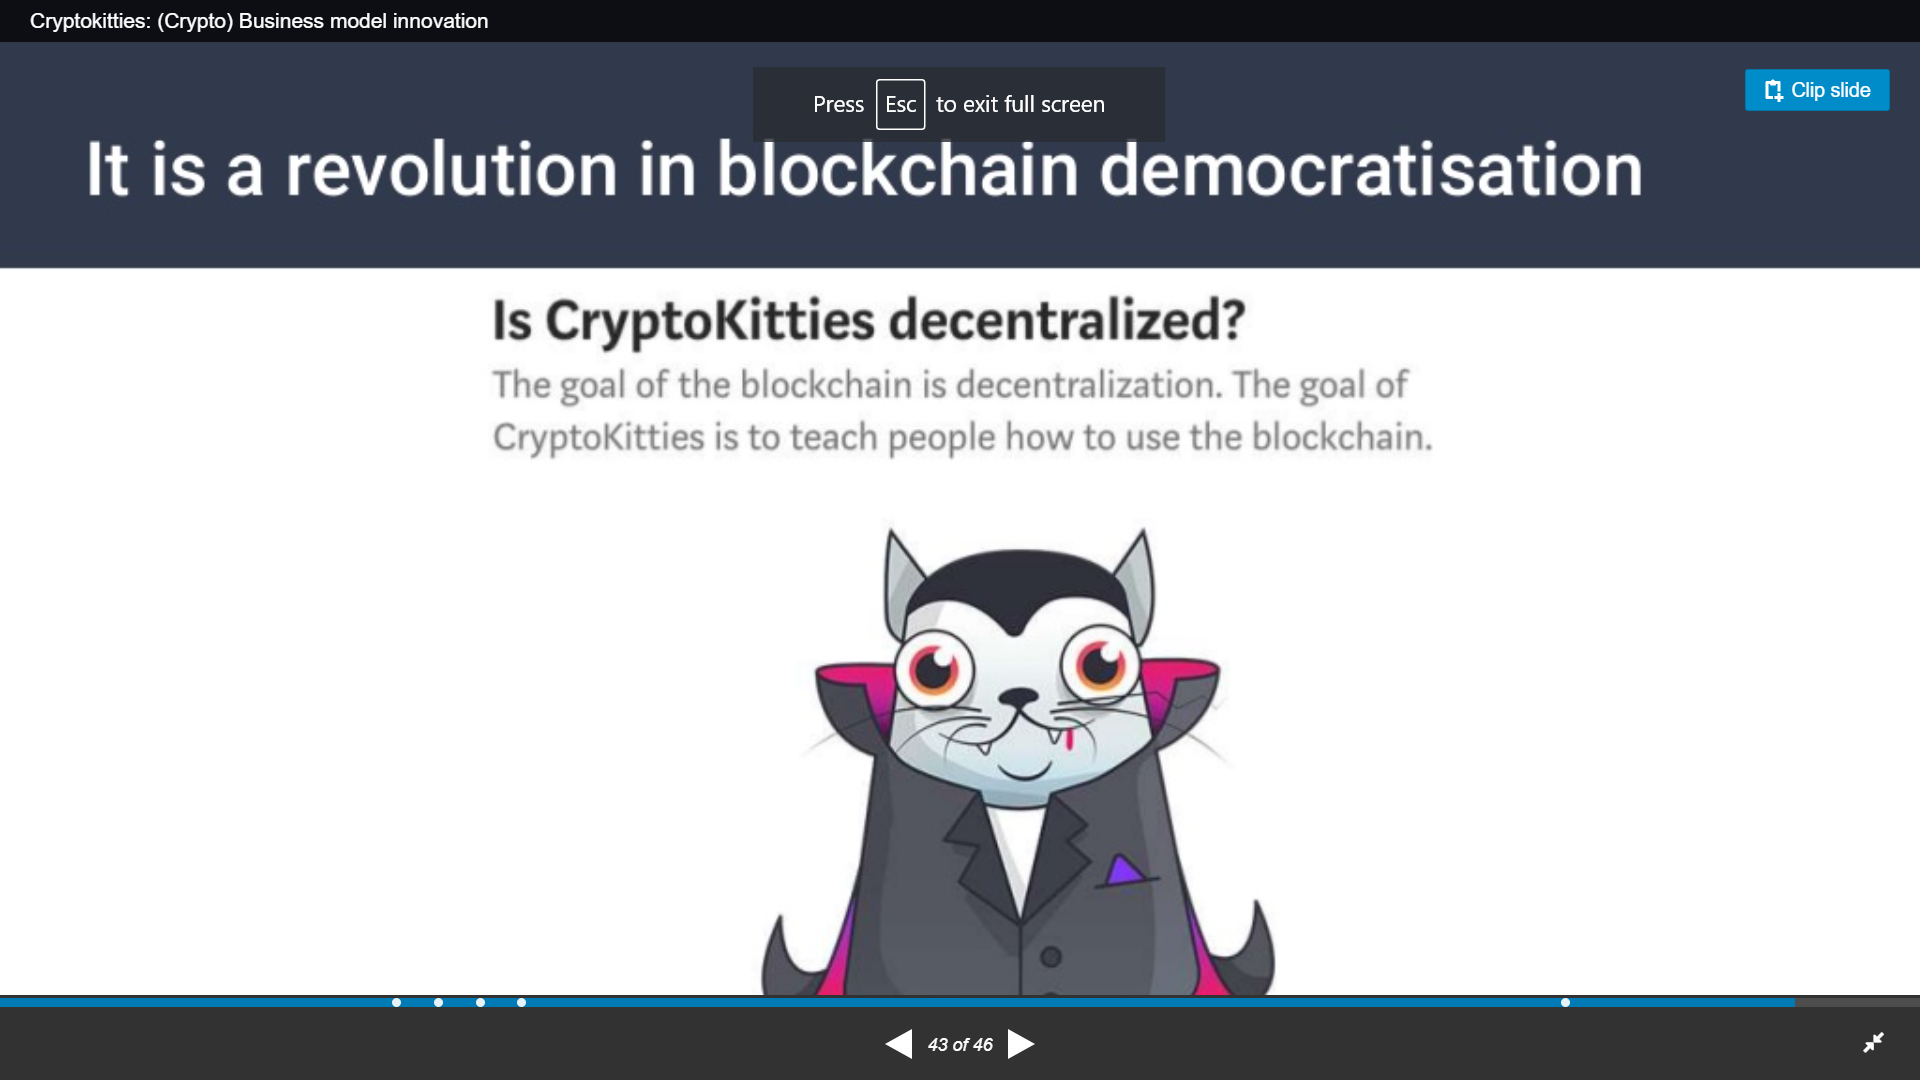 Cryptokitties: (Crypto) Business model innovation
Press Esc to exit full screen
Clip slide
It is a revolution in blockchain democratisation
Is CryptoKitties decentralized?
The goal of the blockchain is decentralization. The goal of
CryptoKitties is to teach people how to use the blockchain.
43 of 46